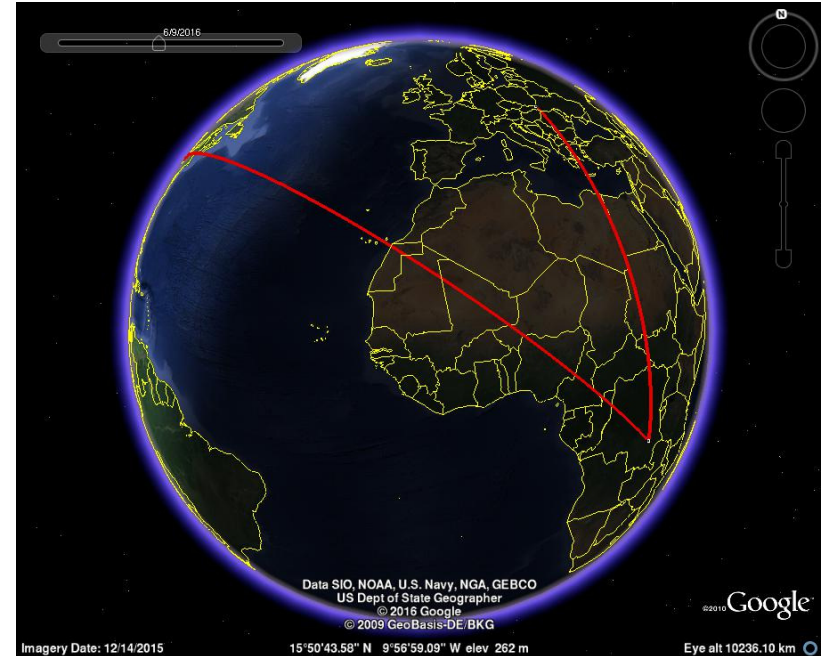 6/9/2016
N
Data SIO, NOAA, U.S. Navy, NGA, GEBCO
US Dept of State Geographer
© 2016 Google
© 2009 GeoBasis-DE/BKG
©2010 Google
Imagery Date: 12/14/2015 15°50'43.58" N 9°56'59.09" W elev 262 m Eye alt 10236.10 km